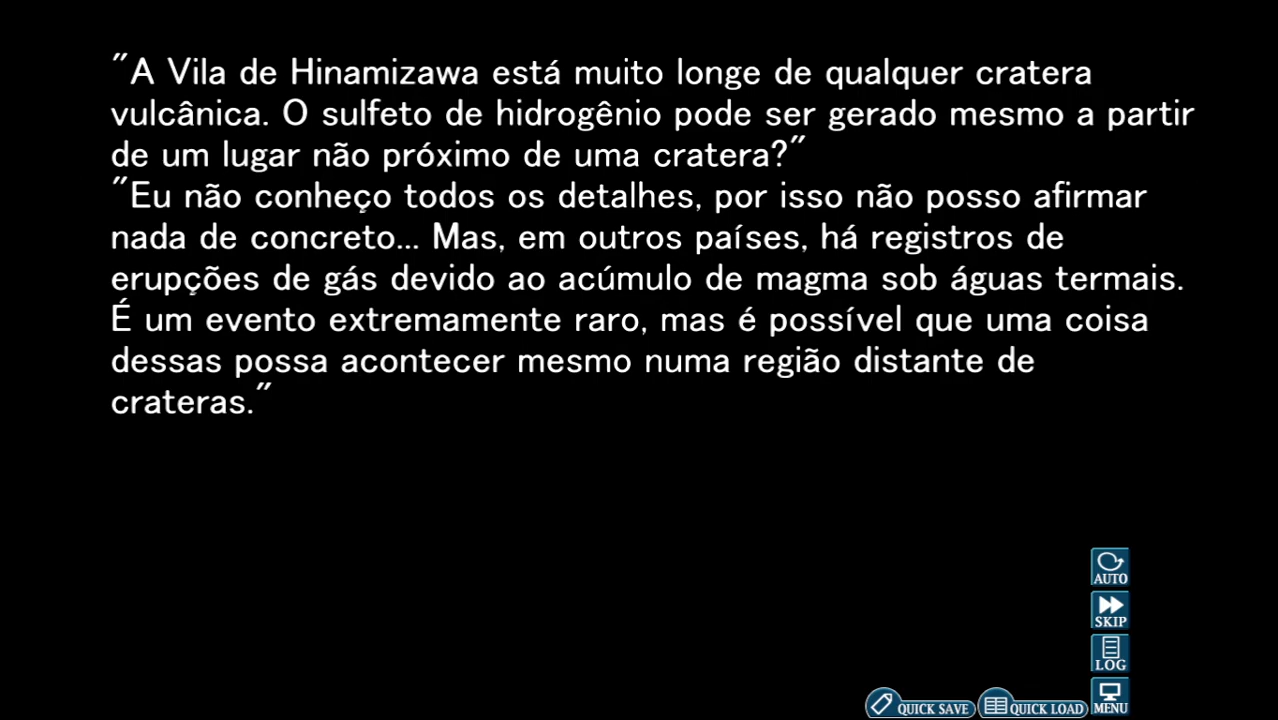 "A Vila de Hinamizawa está muito longe de qualquer cratera
vulcânica. O sulfeto de hidrogênio pode ser gerado mesmo a partir
de um lugar não próximo de uma cratera?"
"Eu não conheço todos os detalhes, por isso não posso afirmar
nada de concreto... Mas, em outros países, há registros de
erupções de gás devido ao acúmulo de magma sob águas termais.
É um evento extremamente raro, mas é possível que uma coisa
dessas possa acontecer mesmo numa região distante de
crateras."
AUTO
SKIP
LOG
QUICK SAVE QUICK LOAD MENU